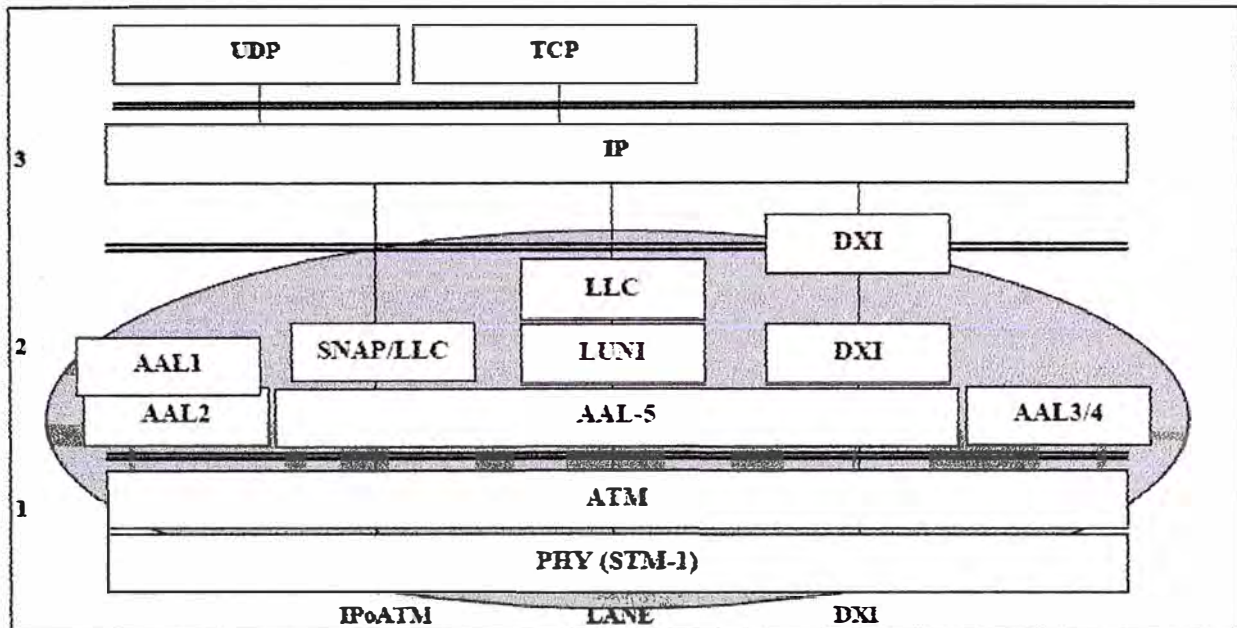 UDP TCP
3 IP
DXI
LLC
2 AAL1 SNAP/LLC LUNI DXI
AAL2 AAL-5 AAL3/4
1 ATM
PHY (STM-1)
IPoATM LANE DXI